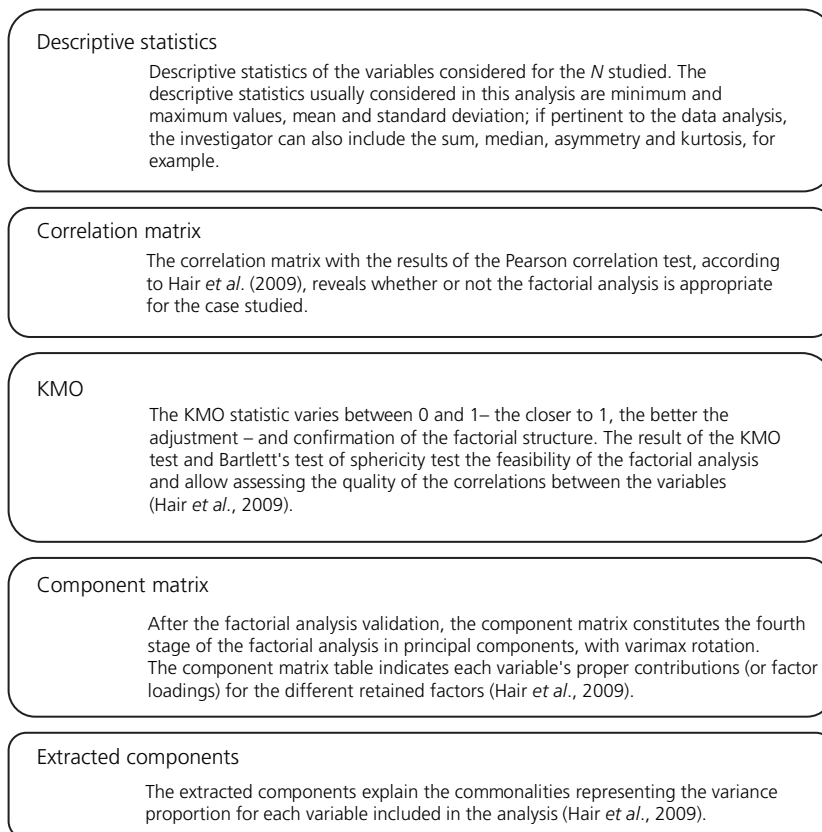 Descriptive statistics
Descriptive statistics of the variables considered for the N studied. The
descriptive statistics usually considered in this analysis are minimum and
maximum values, mean and standard deviation; if pertinent to the data analysis,
the investigator can also include the sum, median, asymmetry and kurtosis, for
example.
Correlation matrix
The correlation matrix with the results of the Pearson correlation test, according
to Hair et al. (2009), reveals whether or not the factorial analysis is appropriate
for the case studied.
KMO
The KMO statistic varies between 0 and 1– the closer to 1, the better the
adjustment – and confirmation of the factorial structure. The result of the KMO
test and Bartlett's test of sphericity test the feasibility of the factorial analysis
and allow assessing the quality of the correlations between the variables
(Hair et al., 2009).
Component matrix
After the factorial analysis validation, the component matrix constitutes the fourth
stage of the factorial analysis in principal components, with varimax rotation.
The component matrix table indicates each variable's proper contributions (or factor
loadings) for the different retained factors (Hair et al., 2009).
Extracted components
The extracted components explain the commonalities representing the variance
proportion for each variable included in the analysis (Hair et al., 2009).